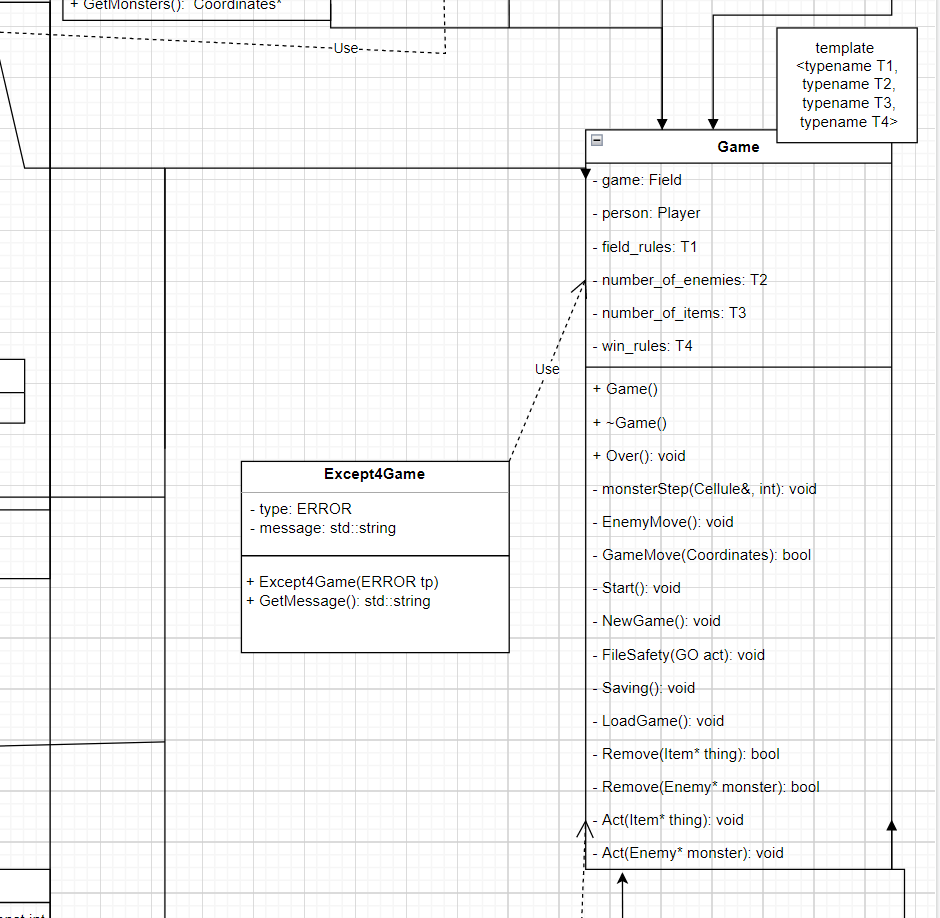 + GetMonsters(): Coordinates*
Use
template
<typename T1,
typename T2,
typename T3,
typename T4>
Game
- game: Field
- person: Player
- field_rules: T1
- number_of_enemies: T2
- number_of_items: T3
- win_rules: T4
Use
+ Game()
+ ~Game()
+ Over(): void
- monsterStep(Cellule&, int): void
- EnemyMove(): void
- GameMove(Coordinates): bool
- Start(): void
- NewGame(): void
- FileSafety(GO act): void
- Saving(): void
- LoadGame(): void
- Remove(Item* thing): bool
- Remove(Enemy* monster): bool
- Act(Item* thing): void
- Act(Enemy* monster): void
Except4Game
- type: ERROR
- message: std::string
+ Except4Game(ERROR tp)
+ GetMessage(): std::string